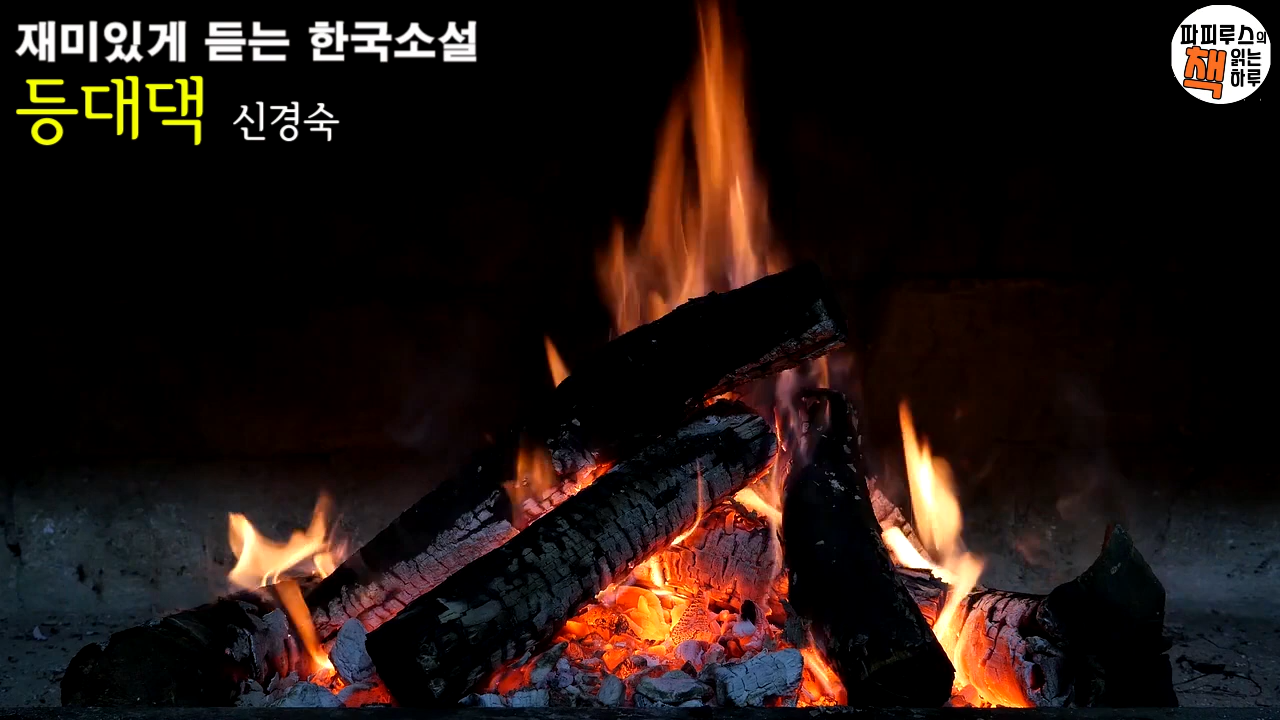 재미있게 듣는 한국소설
등대댁 신경숙
파피루스의
책 읽는
하루